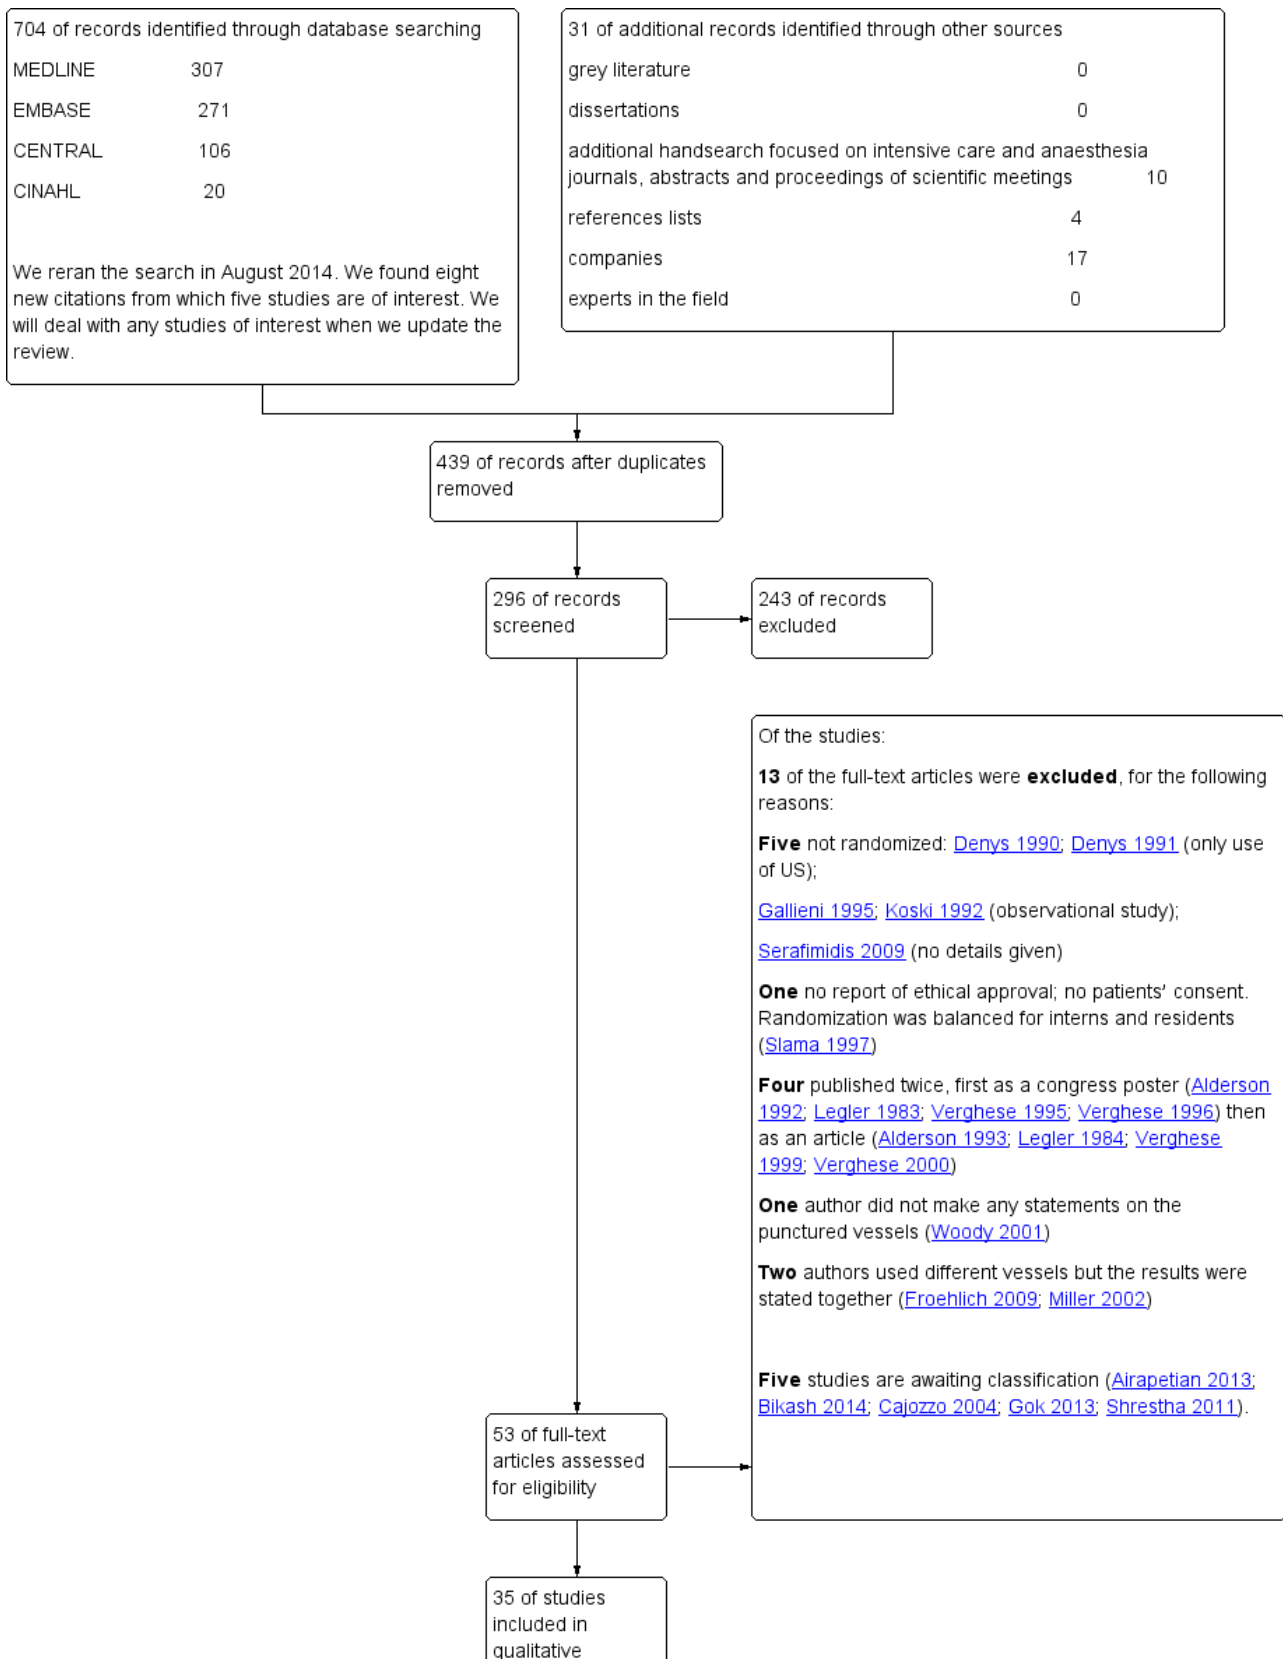 704 of records identified through database searching
MEDLINE 307
EMBASE 271
CENTRAL 106
CINAHL 20
We reran the search in August 2014. We found eight
new citations from which five studies are of interest. We
will deal with any studies of interest when we update the
review.
31 of additional records identified through other sources
grey literature 0
dissertations 0
additional handsearch focused on intensive care and anaesthesia
journals, abstracts and proceedings of scientific meetings 10
references lists 4
companies 17
experts in the field 0
439 of records after duplicates
removed
296 of records
screened
243 of records
excluded
Of the studies:
13 of the full-text articles were excluded, for the following
reasons:
Five not randomized: Denys 1990; Denys 1991 (only use
of US);
Gallieni 1995; Koski 1992 (observational study);
Serafimidis 2009 (no details given)
One no report of ethical approval; no patients' consent.
Randomization was balanced for interns and residents
(Slama 1997)
Four published twice, first as a congress poster (Alderson
1992; Legler 1983; Verghese 1995; Verghese 1996) then
as an article (Alderson 1993; Legler 1984; Verghese
1999; Verghese 2000)
One author did not make any statements on the
punctured vessels (Woody 2001)
Two authors used different vessels but the results were
stated together (Froehlich 2009; Miller 2002)
Five studies are awaiting classification (Airapetian 2013;
Bikash 2014; Cajozzo 2004; Gok 2013; Shrestha 2011).
53 of full-text
articles assessed
for eligibility
35 of studies
included in
qualitative